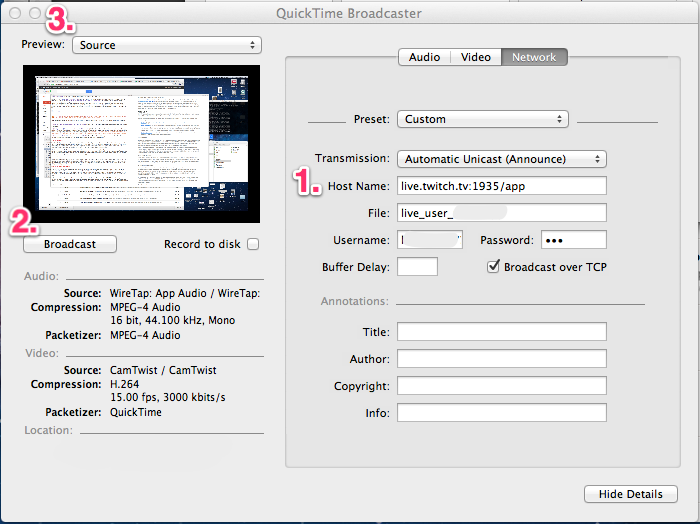 QuickTime Broadcaster
3.
Preview: Source
Audio Video Network
Preset: Custom
Transmission: Automatic Unicast (Announce)
1.
Host Name: live.twitch.tv:1935/app
File: live_user_
2.
Broadcast Record to disk
Username: Password: •••
Buffer Delay: Broadcast over TCP
Audio:
Source: WireTap: App Audio / WireTap:
Compression: MPEG-4 Audio
16 bit, 44.100 kHz, Mono
Packetizer: MPEG-4 Audio
Video:
Source: CamTwist / CamTwist
Compression: H.264
15.00 fps, 3000 kbits/s
Packetizer: QuickTime
Location:
Annotations:
Title:
Author:
Copyright:
Info:
Hide Details